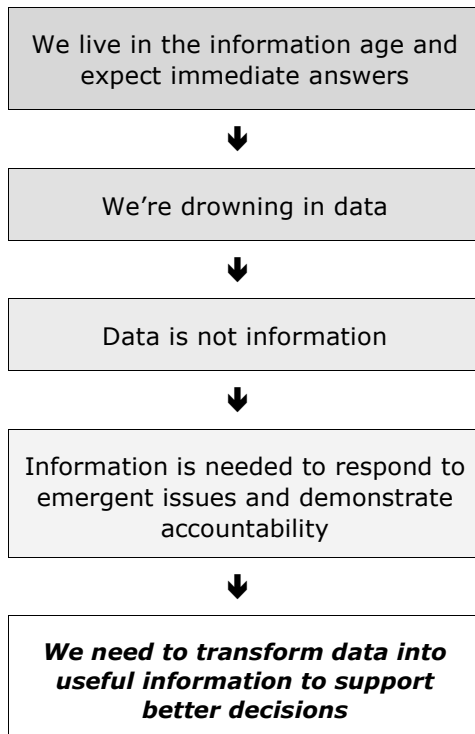 We live in the information age and
expect immediate answers
We’re drowning in data
Data is not information
Information is needed to respond to
emergent issues and demonstrate
accountability
We need to transform data into
useful information to support
better decisions